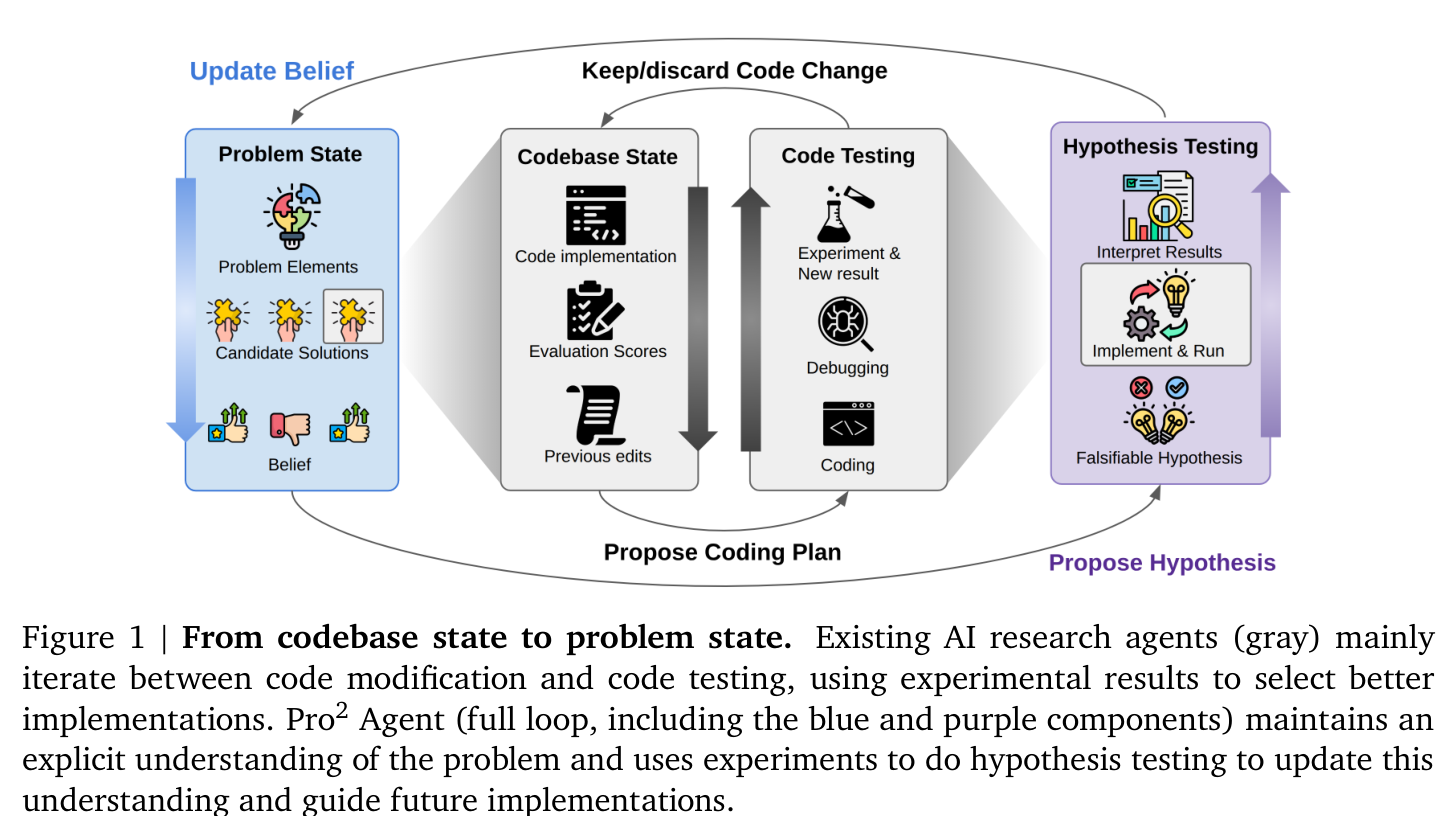 Update Belief
Keep/discard Code Change
Problem State
Problem Elements
Candidate Solutions
Belief
Codebase State
Code implementation
Evaluation Scores
Previous edits
Code Testing
Experiment &
New result
Debugging
Coding
Hypothesis Testing
Interpret Results
Implement & Run
Falsifiable Hypothesis
Propose Coding Plan
Propose Hypothesis
Figure 1 | From codebase state to problem state. Existing AI research agents (gray) mainly
iterate between code modification and code testing, using experimental results to select better
implementations. Pro² Agent (full loop, including the blue and purple components) maintains an
explicit understanding of the problem and uses experiments to do hypothesis testing to update this
understanding and guide future implementations.